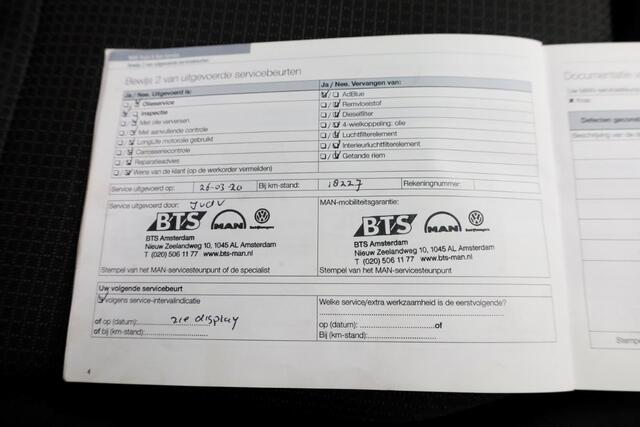 Bewijs 2 van uitgevoerde servicebeurten
Ja / Nee. Uitgevoerd is:
Olieservice
Inspectie
Met olie verversen
Met aanvullende controle
LongLife motorolie gebruikt
Carrosseriecontrole
Reparatieadvies
Wens van de klant (op de werkorder vermelden)
Ja / Nee. Vervangen van:
AdBlue
Remvloeistof
Dieselfilter
4-wielkoppeling: olie
Luchtfilterelement
Interieurluchtfilterelement
Getande riem
Service uitgevoerd op: 26-03-20 Bij km-stand: 18227 Rekeningnummer:
Service uitgevoerd door: JvdV
BTS MAN
BTS Amsterdam
Nieuw Zeelandweg 10, 1045 AL Amsterdam
T (020) 506 11 77 www.bts-man.nl
Stempel van het MAN-servicesteunpunt of de specialist
MAN-mobiliteitsgarantie:
BTS MAN
BTS Amsterdam
Nieuw Zeelandweg 10, 1045 AL Amsterdam
T (020) 506 11 77 www.bts-man.nl
Stempel van het MAN-servicesteunpunt
Uw volgende servicebeurt
volgens service-intervalindicatie
of op (datum): zie display
of bij (km-stand):
Welke service/extra werkzaamheid is de eerstvolgende?
op (datum): of
Bij (km-stand):
4
Documentatie
Detecten
Beschrijving van de
Stempel